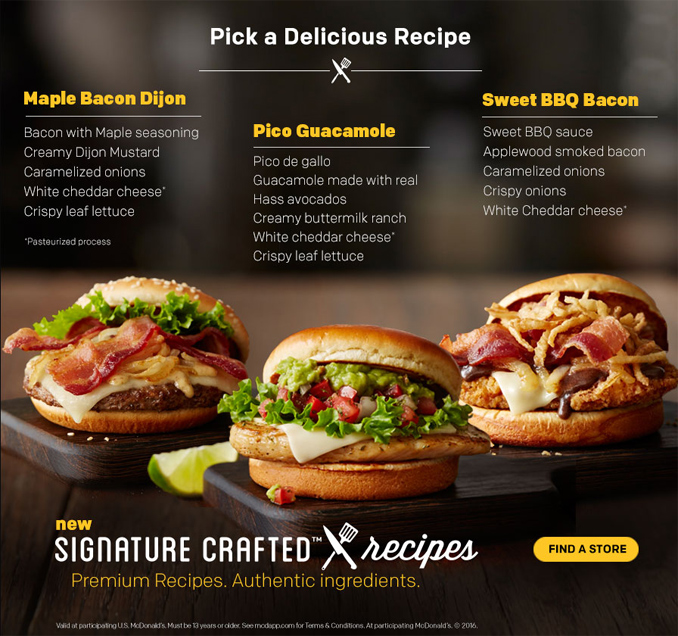 Pick a Delicious Recipe
Maple Bacon Dijon
Bacon with Maple seasoning
Creamy Dijon Mustard
Caramelized onions
White cheddar cheese*
Crispy leaf lettuce
*Pasteurized process
Pico Guacamole
Pico de gallo
Guacamole made with real
Hass avocados
Creamy buttermilk ranch
White cheddar cheese*
Crispy leaf lettuce
Sweet BBQ Bacon
Sweet BBQ sauce
Applewood smoked bacon
Caramelized onions
Crispy onions
White Cheddar cheese*
new
SIGNATURE CRAFTED™ recipes
Premium Recipes. Authentic ingredients.
FIND A STORE
Valid at participating U.S. McDonald's. Must be 13 years or older. See mcdapp.com for Terms & Conditions. At participating McDonald's. © 2016.